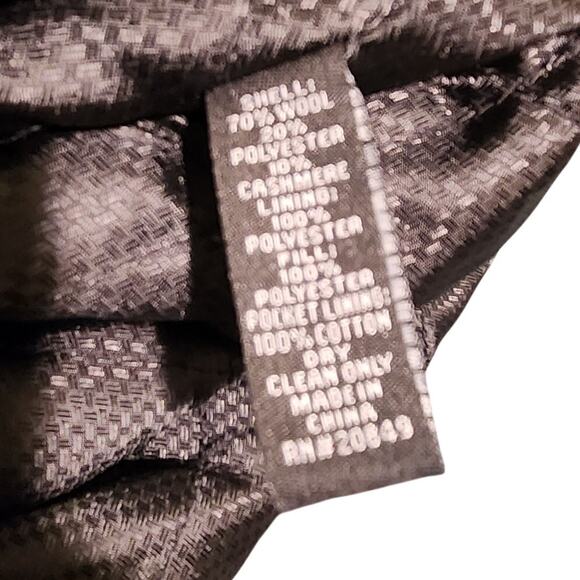 SHELL:
70% WOOL
20%
POLYESTER
10%
CASHMERE
LINING:
100%
POLYESTER
FILL:
100%
POLYESTER
POCKET LINING:
100% COTTON
DRY
CLEAN ONLY
MADE IN
CHINA
RN#20649